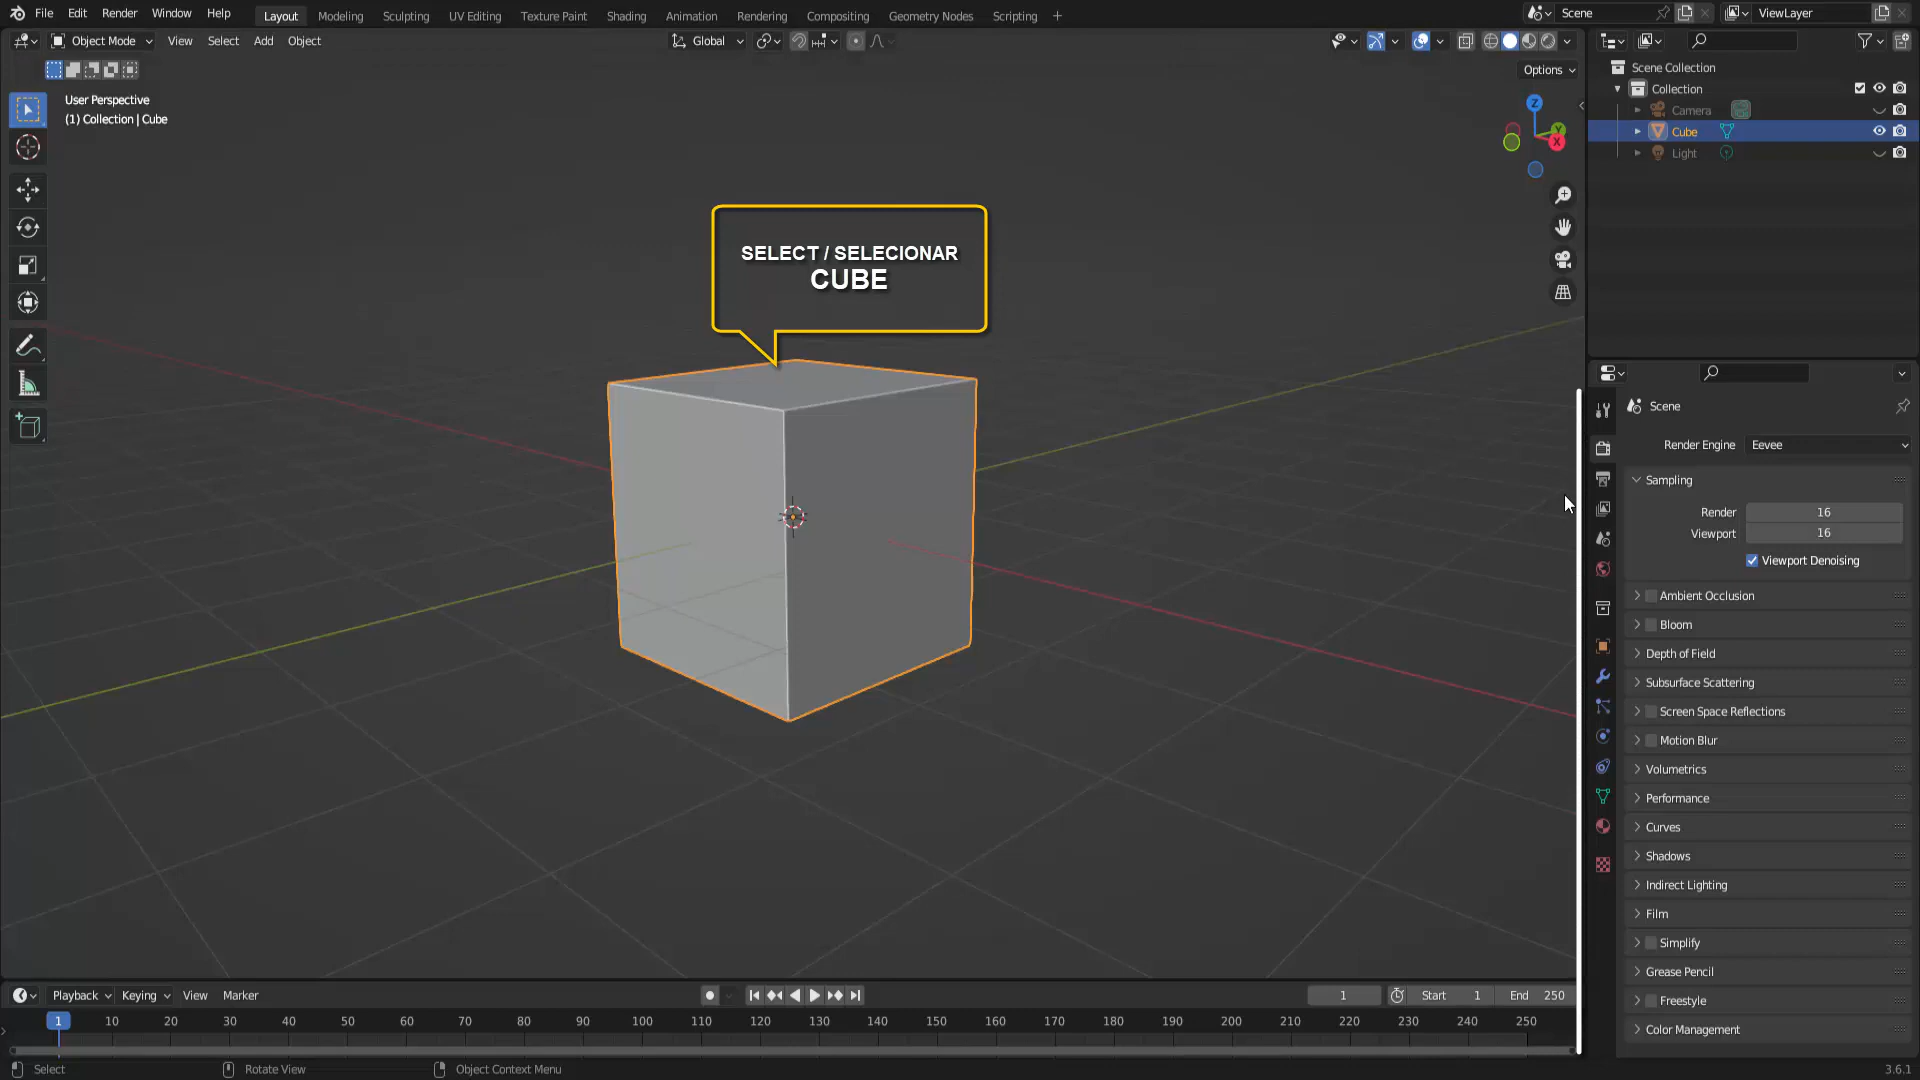 File Edit Render Window Help Layout Modeling Sculpting UV Editing Texture Paint Shading Animation Rendering Compositing Geometry Nodes Scripting + Scene ViewLayer
Object Mode View Select Add Object Global
Options
User Perspective
(1) Collection | Cube
Z
Y
X
SELECT / SELECIONAR
CUBE
Scene Collection
Collection
Camera
Cube
Light
Scene
Render Engine Eevee
Sampling
Render 16
Viewport 16
Viewport Denoising
Ambient Occlusion
Bloom
Depth of Field
Subsurface Scattering
Screen Space Reflections
Motion Blur
Volumetrics
Performance
Curves
Shadows
Indirect Lighting
Film
Simplify
Grease Pencil
Freestyle
Color Management
Playback Keying View Marker 1 Start 1 End 250
1 10 20 30 40 50 60 70 80 90 100 110 120 130 140 150 160 170 180 190 200 210 220 230 240 250
Select Rotate View Object Context Menu 3.6.1